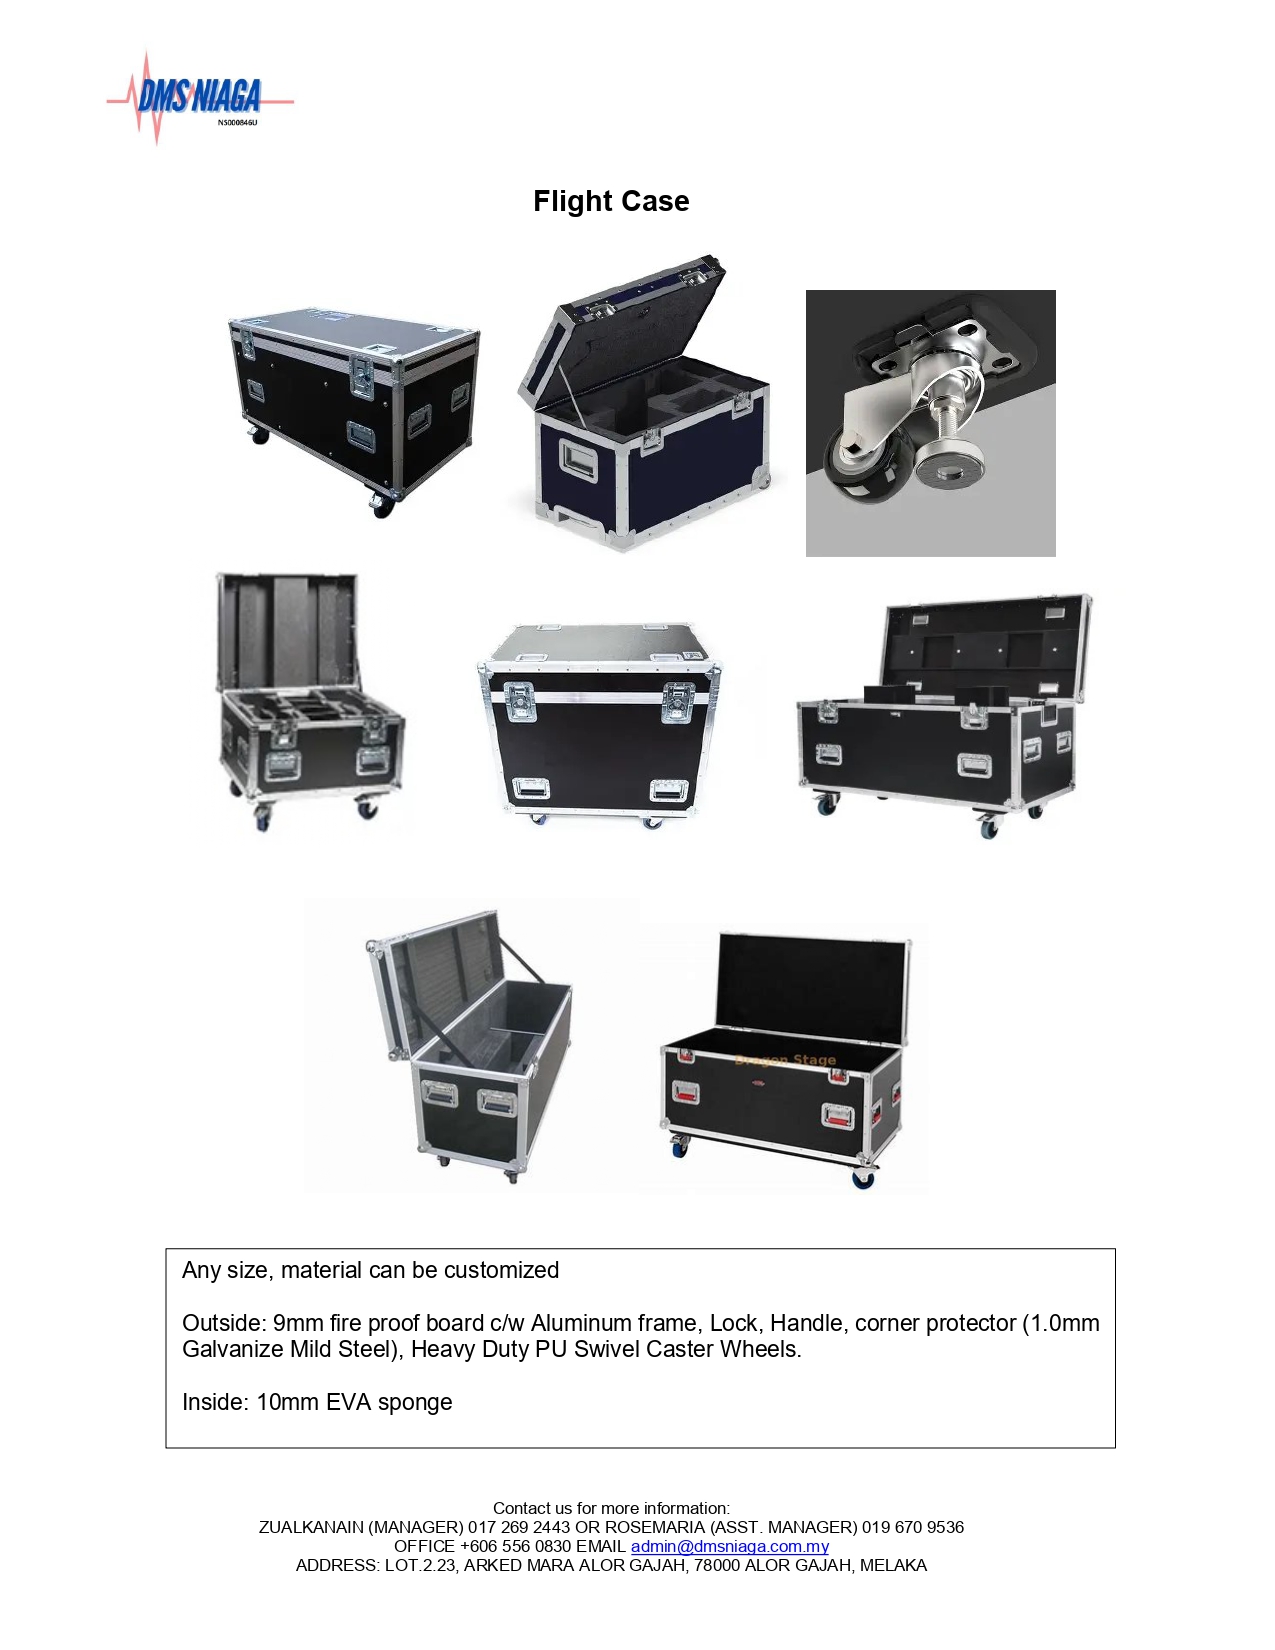 DMS NIAGA
NS000846U
Flight Case
Dragon Stage
Any size, material can be customized
Outside: 9mm fire proof board c/w Aluminum frame, Lock, Handle, corner protector (1.0mm
Galvanize Mild Steel), Heavy Duty PU Swivel Caster Wheels.
Inside: 10mm EVA sponge
Contact us for more information:
ZUALKANAIN (MANAGER) 017 269 2443 OR ROSEMARIA (ASST. MANAGER) 019 670 9536
OFFICE +606 556 0830 EMAIL admin@dmsniaga.com.my
ADDRESS: LOT.2.23, ARKED MARA ALOR GAJAH, 78000 ALOR GAJAH, MELAKA